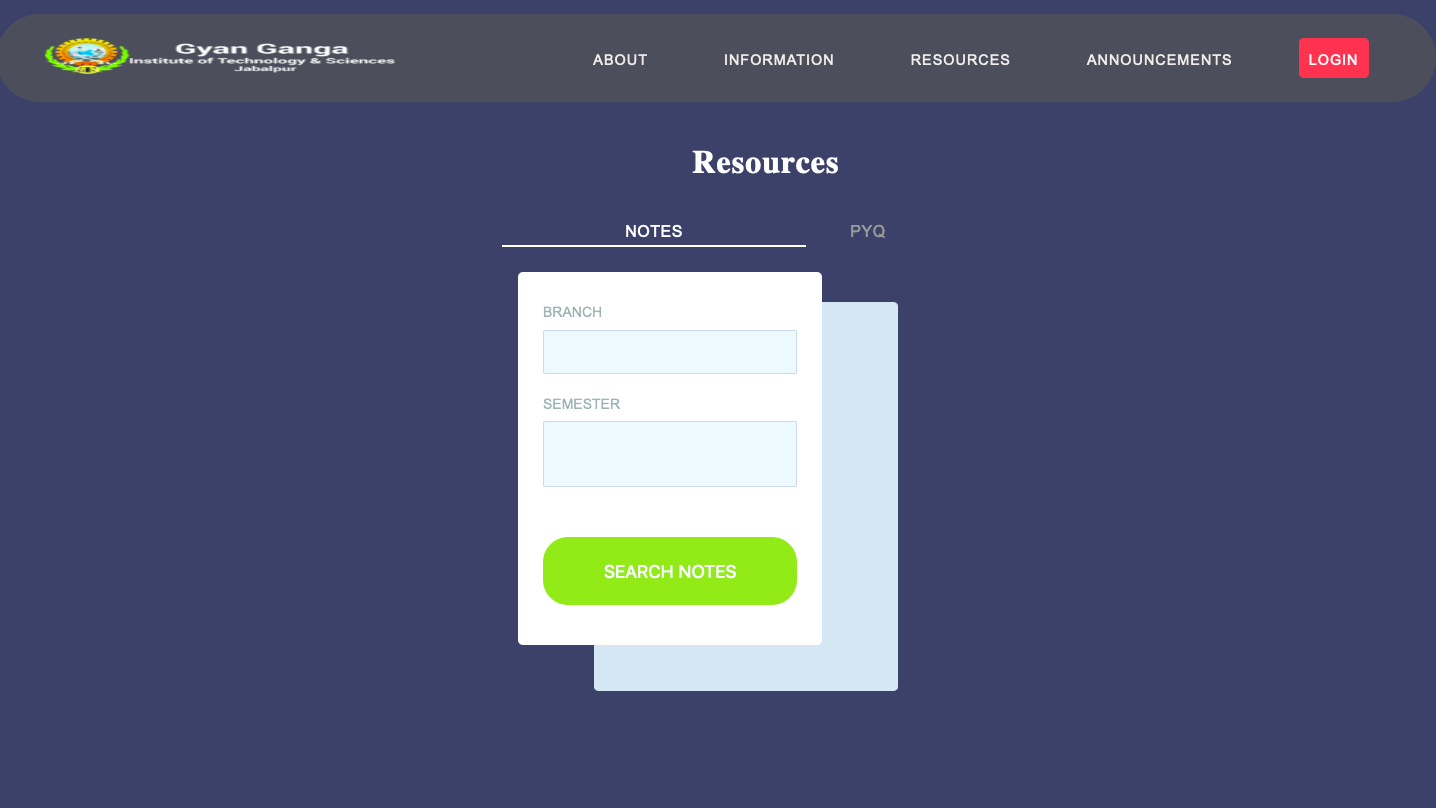 Gyan Ganga
Institute of Technology & Sciences
Jabalpur
ABOUT INFORMATION RESOURCES ANNOUNCEMENTS LOGIN
Resources
NOTES PYQ
BRANCH
SEMESTER
SEARCH NOTES